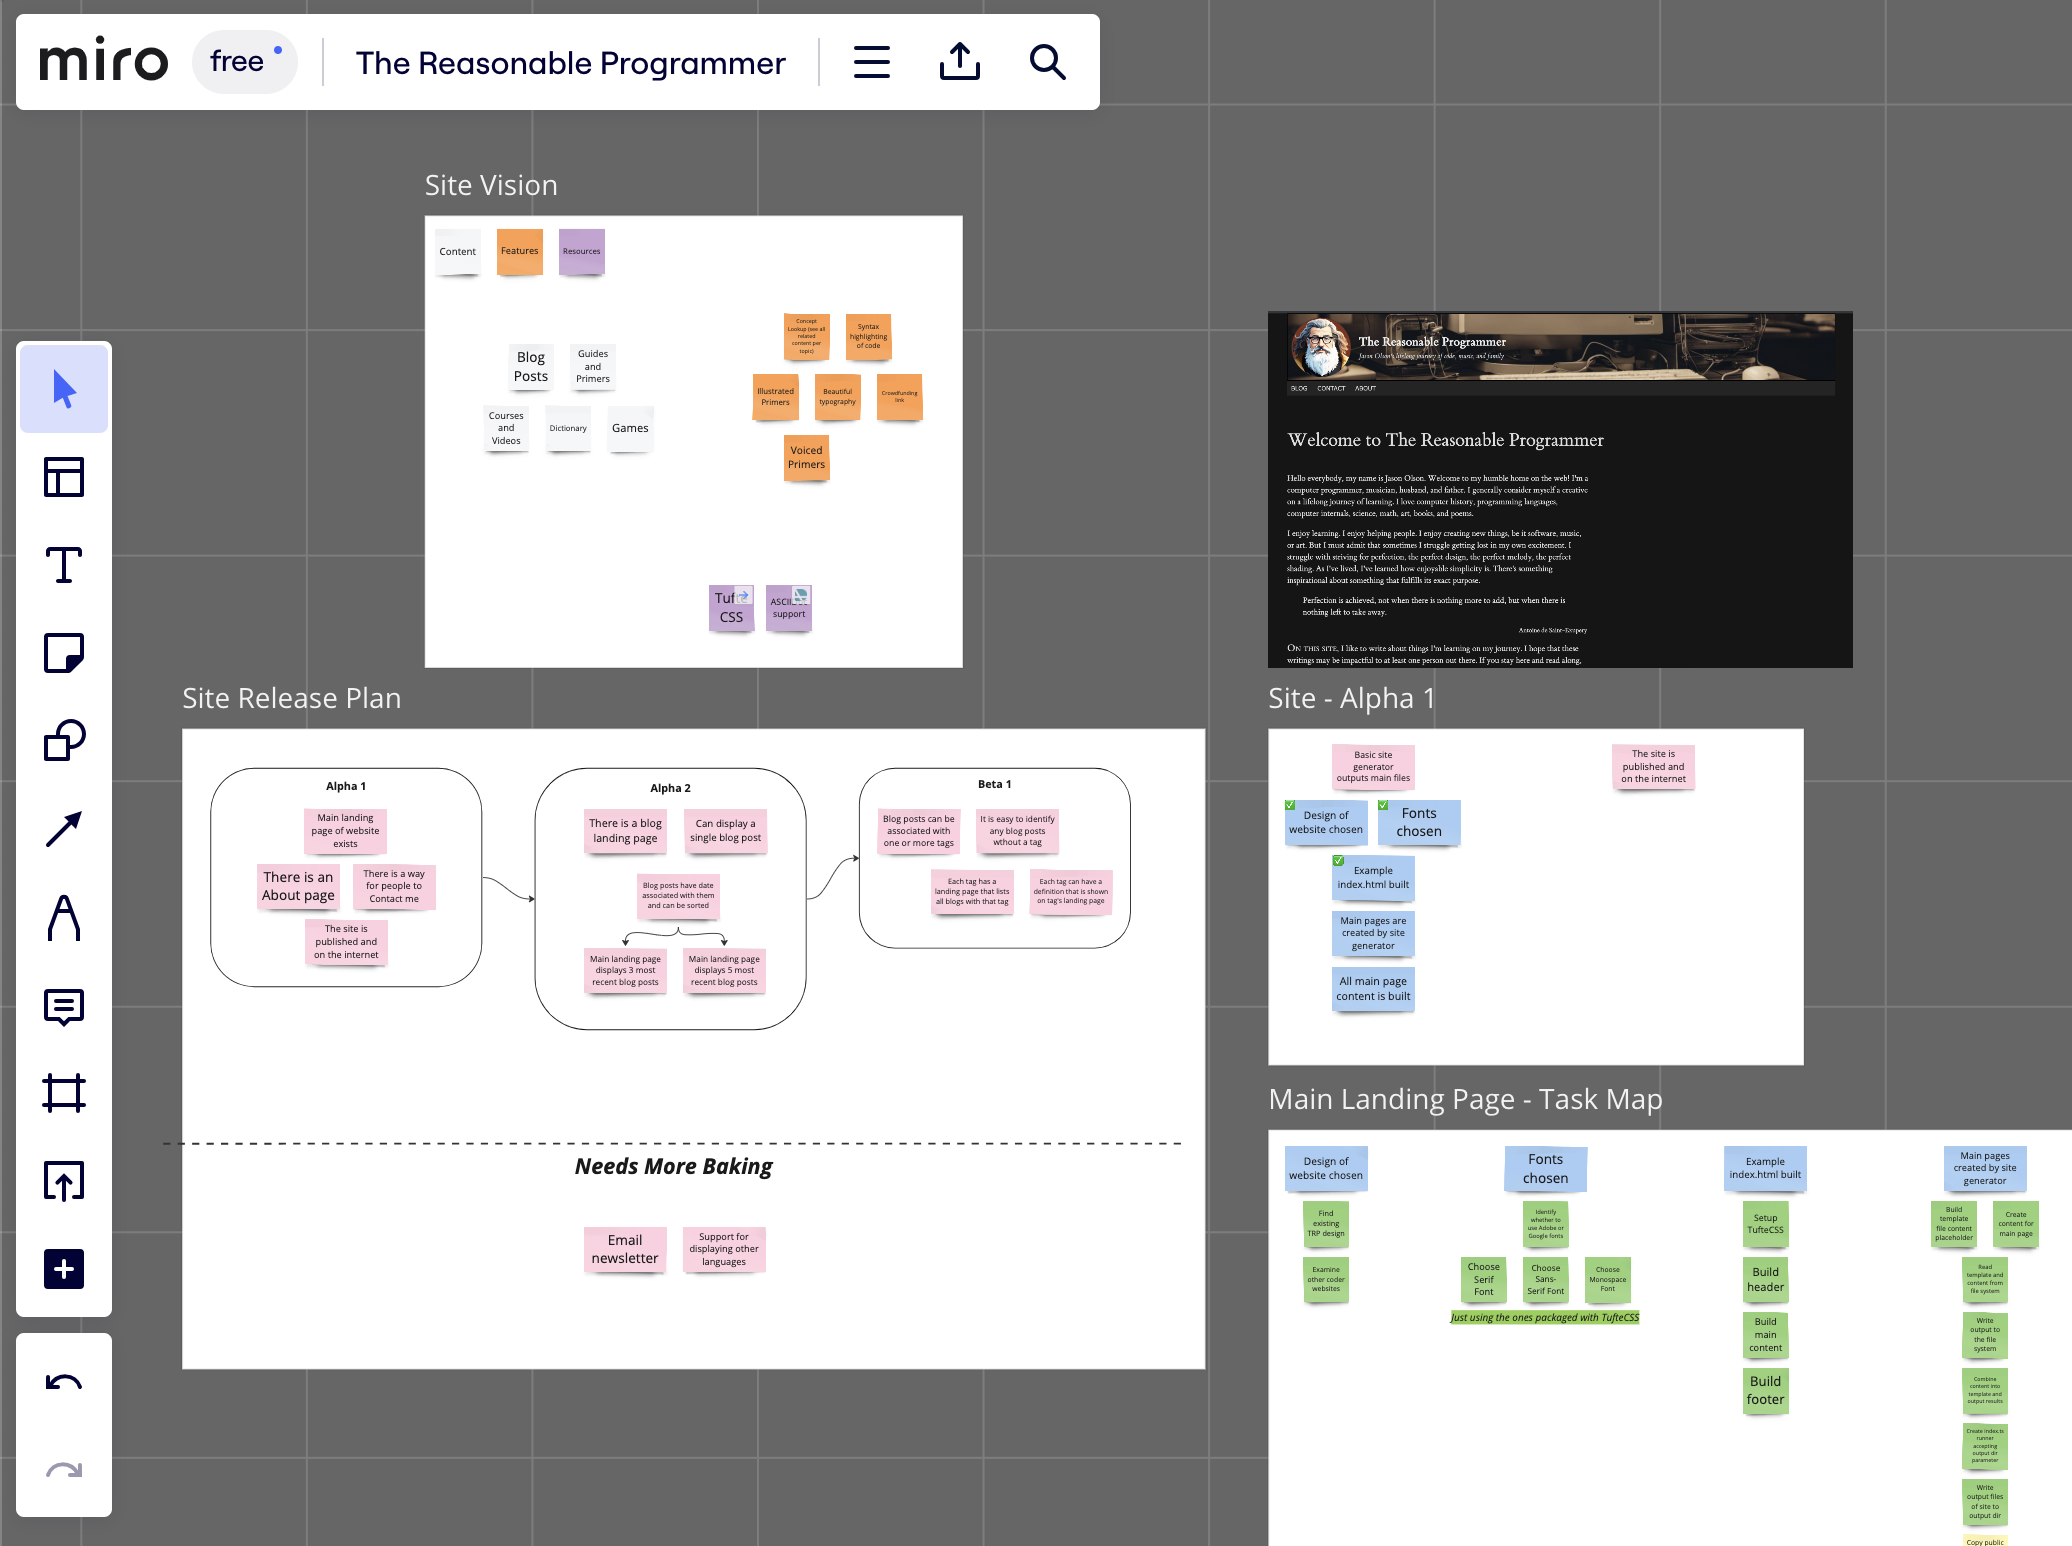 miro
free
The Reasonable Programmer
Site Vision
Content
Features
Resources
Concept
Lookup (see all
related
content per
topic)
Syntax
highlighting
of code
Blog
Posts
Guides
and
Primers
Illustrated
Primers
Beautiful
typography
Crowdfunding
link
Courses
and
Videos
Dictionary
Games
Voiced
Primers
CSS
support
The Reasonable Programmer
Jason Olson's lifelong journey of code, music, and family
BLOG
CONTACT
ABOUT
Welcome to The Reasonable Programmer
Hello everybody, my name is Jason Olson. Welcome to my humble home on the web! I'm a
computer programmer, musician, husband, and father. I generally consider myself a creative
on a lifelong journey of learning. I love computer history, programming languages,
computer internals, science, math, art, books, and poems.
I enjoy learning. I enjoy helping people. I enjoy creating new things, be it software, music,
or art. But I must admit that sometimes I struggle getting lost in my own excitement. I
struggle with striving for perfection, the perfect design, the perfect melody, the perfect
shading. As I've lived, I've learned how enjoyable simplicity is. There's something
inspirational about something that fulfills its exact purpose.
Perfection is achieved, not when there is nothing more to add, but when there is
nothing left to take away.
Antoine de Saint-Exupery
ON THIS SITE, I like to write about things I'm learning on my journey. I hope that these
writings may be impactful to at least one person out there. If you stay here and read along,
Site Release Plan
Alpha 1
Main landing
page of website
exists
There is an
About page
There is a way
for people to
Contact me
The site is
published and
on the internet
Alpha 2
There is a blog
landing page
Can display a
single blog post
Blog posts have date
associated with them
and can be sorted
Main landing page
displays 3 most
recent blog posts
Main landing page
displays 5 most
recent blog posts
Beta 1
Blog posts can be
associated with
one or more tags
It is easy to identify
any blog posts
wthout a tag
Each tag has a
landing page that lists
all blogs with that tag
Each tag can have a
definition that is shown
on tag's landing page
Needs More Baking
Email
newsletter
Support for
displaying other
languages
Site - Alpha 1
Basic site
generator
outputs main files
The site is
published and
on the internet
Design of
website chosen
Fonts
chosen
Example
index.html built
Main pages are
created by site
generator
All main page
content is built
Main Landing Page - Task Map
Design of
website chosen
Find
existing
TRP design
Examine
other coder
websites
Fonts
chosen
Identify
whether to
use Adobe or
Google fonts
Choose
Serif
Font
Choose
Sans-
Serif Font
Choose
Monospace
Font
Just using the ones packaged with TufteCSS
Example
index.html built
Setup
TufteCSS
Build
header
Build
main
content
Build
footer
Main pages
created by site
generator
Build
template
file content
placeholder
Create
content for
main page
Read
template and
content from
file system
Write
output to
the file
system
Combine
content into
template and
output results
Create index.ts
runner
accepting
output dir
parameter
Write
output files
of site to
output dir
Copy public